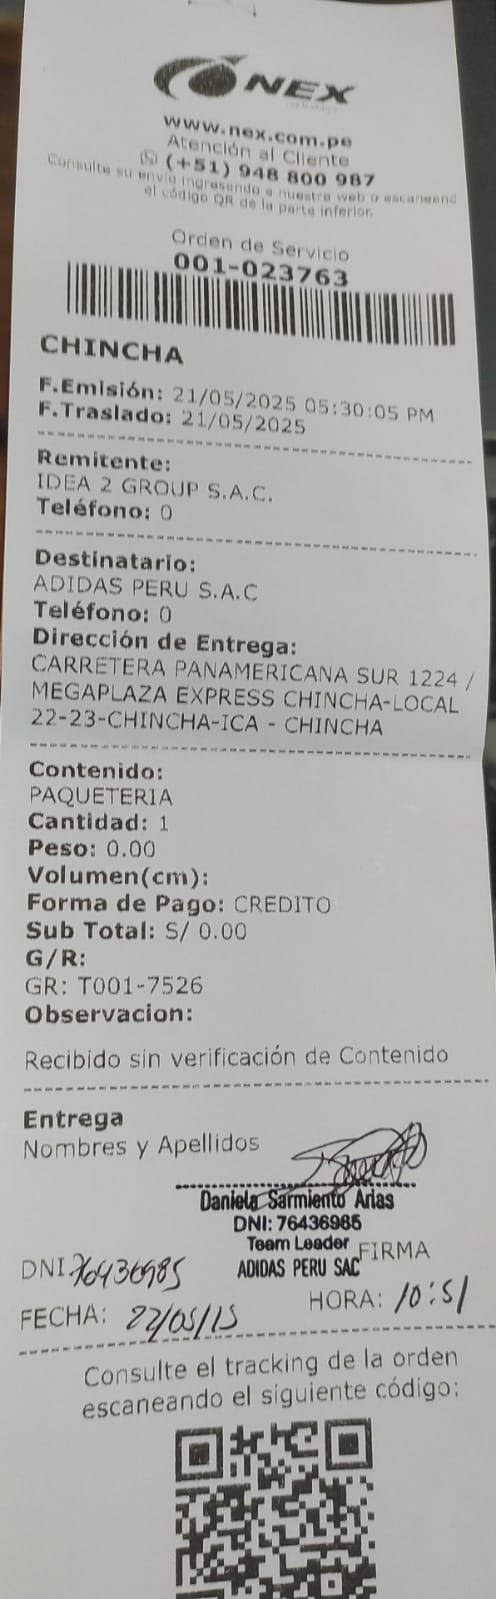 NEX
www.nex.com.pe
Atención al Cliente
(+51) 948 800 987
Consulte su envío ingresando a nuestra web o escaneand
el código QR de la parte inferior.
Orden de Servicio
001-023763
CHINCHA
F.Emisión: 21/05/2025 05:30:05 PM
F.Traslado: 21/05/2025
Remitente:
IDEA 2 GROUP S.A.C.
Teléfono: 0
Destinatario:
ADIDAS PERU S.A.C
Teléfono: 0
Dirección de Entrega:
CARRETERA PANAMERICANA SUR 1224 /
MEGAPLAZA EXPRESS CHINCHA-LOCAL
22-23-CHINCHA-ICA - CHINCHA
Contenido:
PAQUETERIA
Cantidad: 1
Peso: 0.00
Volumen(cm):
Forma de Pago: CREDITO
Sub Total: S/ 0.00
G/R:
GR: T001-7526
Observacion:
Recibido sin verificación de Contenido
Entrega
Nombres y Apellidos
Daniela Sarmiento Arias
DNI: 76436985
Team Leader
ADIDAS PERU SAC
FIRMA
DNI: 76436985
FECHA: 22/05/25
HORA: 10:51
Consulte el tracking de la orden
escaneando el siguiente código: